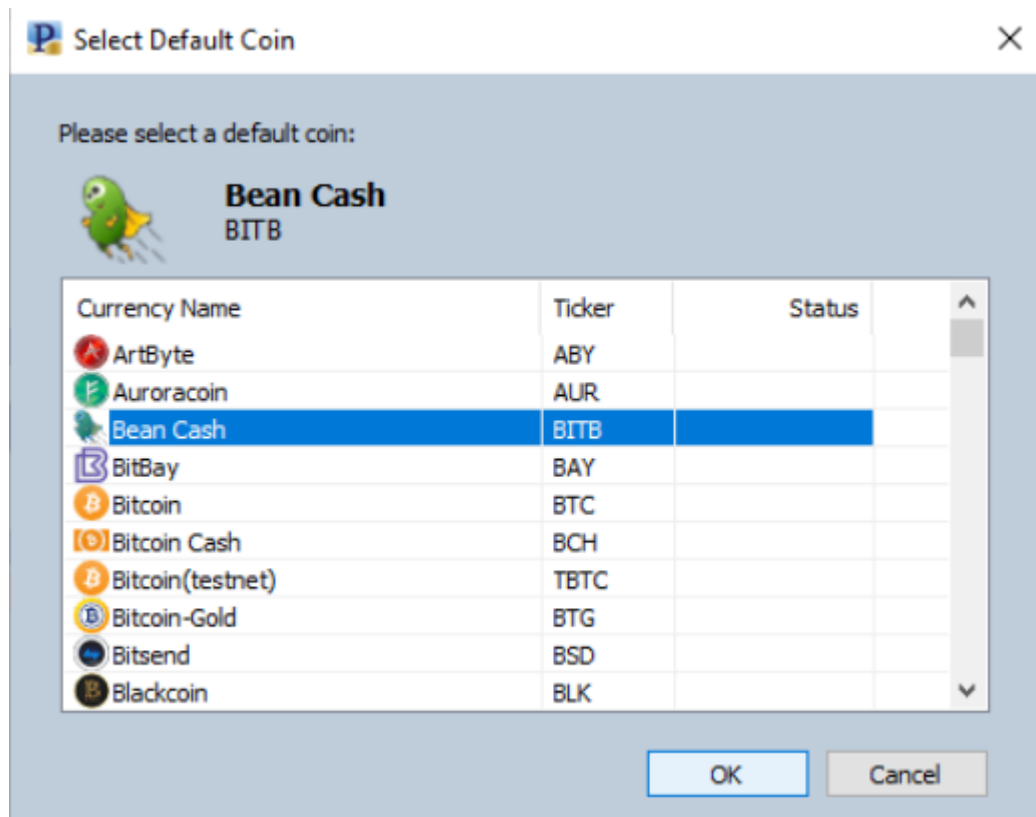 Select Default Coin
Please select a default coin:
Bean Cash
BITB
Currency Name Ticker Status
ArtByte ABY
Auroracoin AUR
Bean Cash BITB
BitBay BAY
Bitcoin BTC
Bitcoin Cash BCH
Bitcoin(testnet) TBTC
Bitcoin-Gold BTG
Bitsend BSD
Blackcoin BLK
OK Cancel